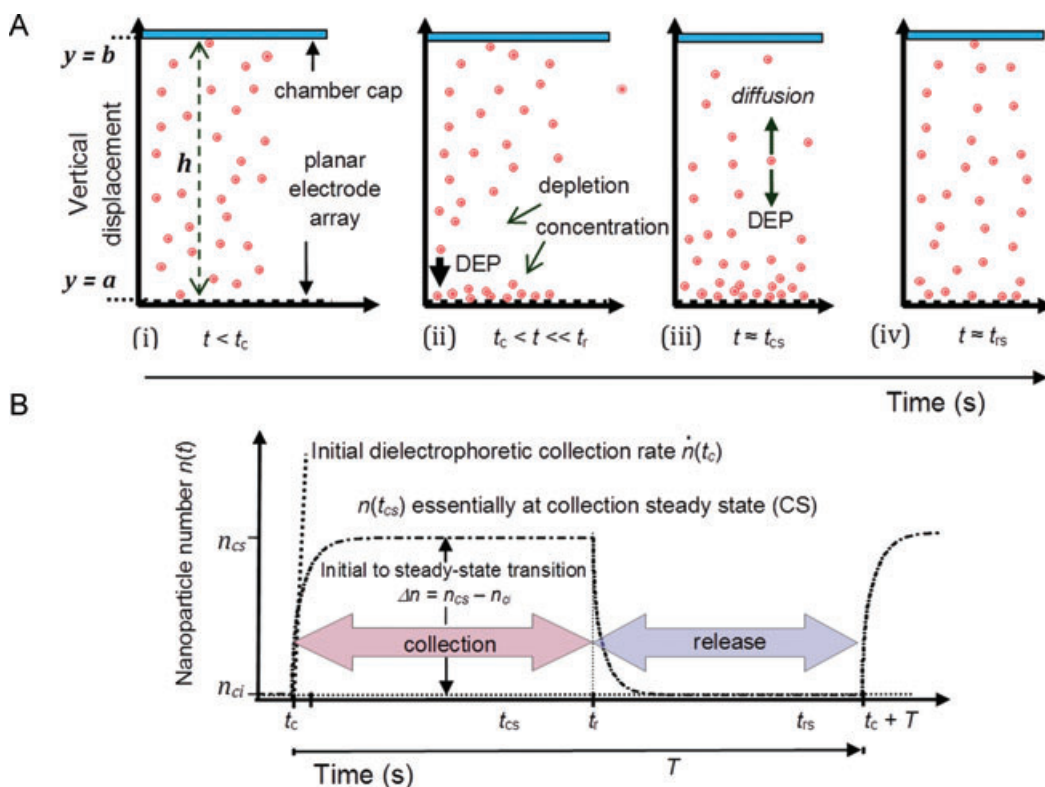 A
y = b
h
chamber cap
planar
electrode
array
Vertical
displacement
y = a
(i) t < tc
depletion
concentration
DEP
(ii) tc < t << tr
diffusion
DEP
(iii) t ≈ tcs
(iv) t ≈ trs
Time (s)
B
Nanoparticle number n(t)
Initial dielectrophoretic collection rate ṅ(tc)
n(tcs) essentially at collection steady state (CS)
ncs
Initial to steady-state transition
Δn = ncs – nci
collection
release
nci
tc tcs tr trs tc + T
T
Time (s)